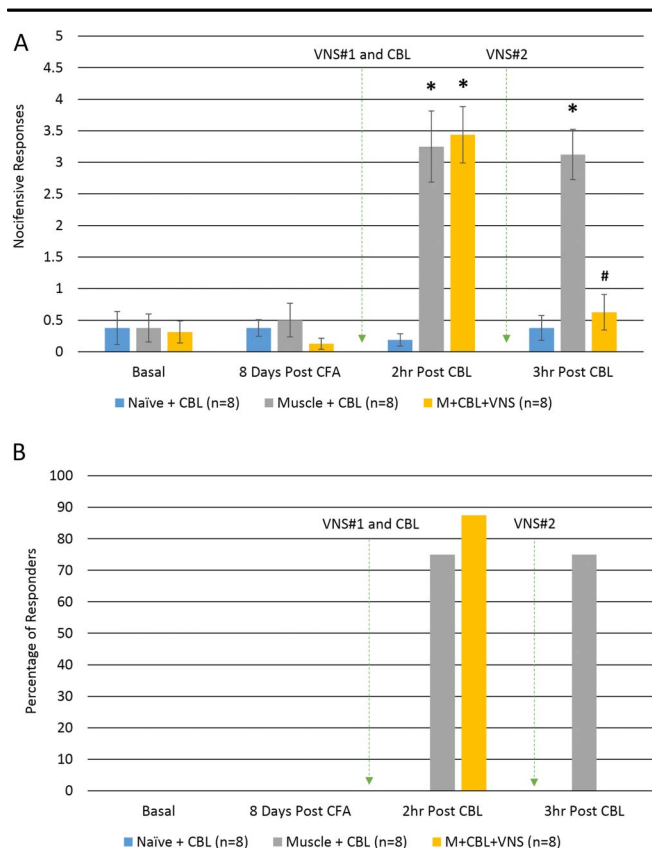 A
VNS#1 and CBL
VNS#2
Nocifensive Responses
5
4.5
4
3.5
3
2.5
2
1.5
1
0.5
0
* * *
#
Basal
8 Days Post CFA
2hr Post CBL
3hr Post CBL
Naïve + CBL (n=8)
Muscle + CBL (n=8)
M+CBL+VNS (n=8)
B
VNS#1 and CBL
VNS#2
Percentage of Responders
100
90
80
70
60
50
40
30
20
10
0
Basal
8 Days Post CFA
2hr Post CBL
3hr Post CBL
Naïve + CBL (n=8)
Muscle + CBL (n=8)
M+CBL+VNS (n=8)